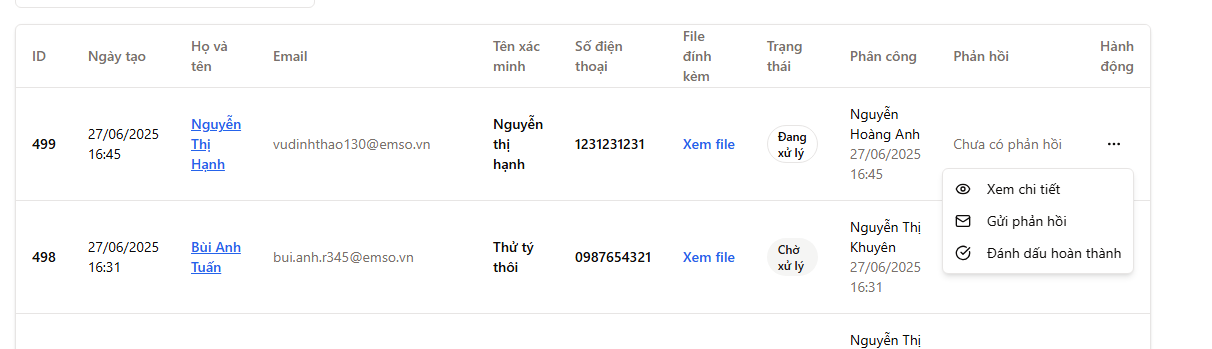 ID
Ngày tạo
Họ và
tên
Email
Tên xác
minh
Số điện
thoại
File
đính
kèm
Trạng
thái
Phân công
Phản hồi
Hành
động
499
27/06/2025
16:45
Nguyễn
Thị
Hạnh
vudinhthao130@emso.vn
Nguyễn
thị
hạnh
1231231231
Xem file
Đang
xử lý
Nguyễn
Hoàng Anh
27/06/2025
16:45
Chưa có phản hồi
Xem chi tiết
Gửi phản hồi
Đánh dấu hoàn thành
498
27/06/2025
16:31
Bùi Anh
Tuấn
bui.anh.r345@emso.vn
Thử tý
thôi
0987654321
Xem file
Chờ
xử lý
Nguyễn Thị
Khuyên
27/06/2025
16:31
Nguyễn Thị